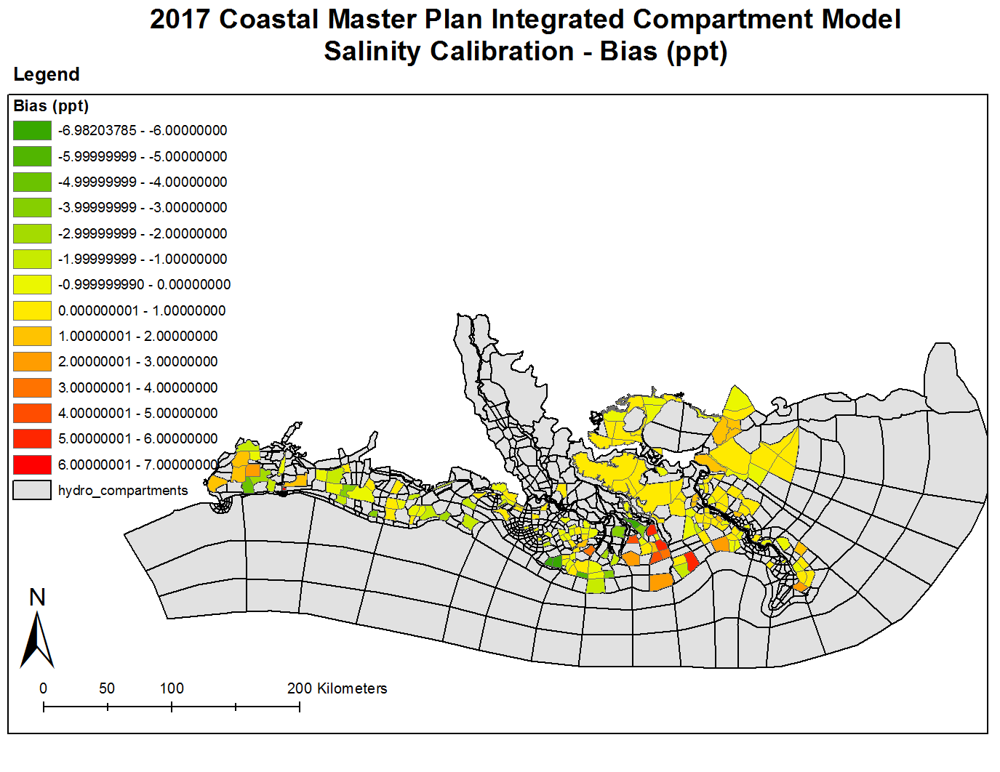 2017 Coastal Master Plan Integrated Compartment Model
Salinity Calibration - Bias (ppt)
Legend
Bias (ppt)
-6.98203785 - -6.00000000
-5.99999999 - -5.00000000
-4.99999999 - -4.00000000
-3.99999999 - -3.00000000
-2.99999999 - -2.00000000
-1.99999999 - -1.00000000
-0.999999990 - 0.00000000
0.000000001 - 1.00000000
1.00000001 - 2.00000000
2.00000001 - 3.00000000
3.00000001 - 4.00000000
4.00000001 - 5.00000000
5.00000001 - 6.00000000
6.00000001 - 7.00000000
hydro_compartments
N
0 50 100 200 Kilometers